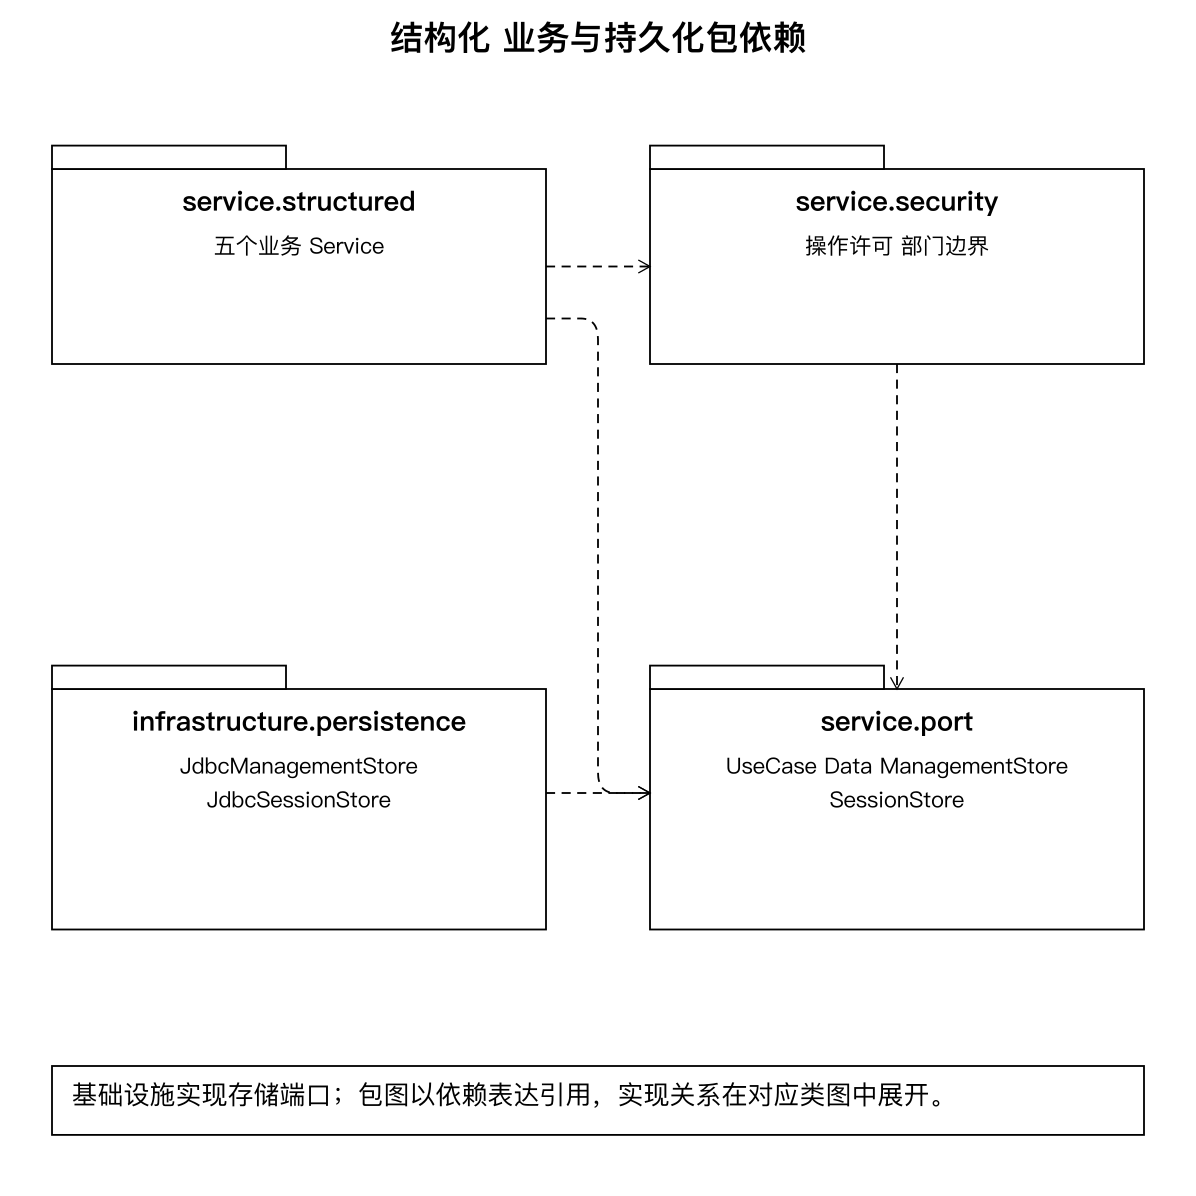 结构化 业务与持久化包依赖
service.structured
五个业务 Service
service.security
操作许可 部门边界
infrastructure.persistence
JdbcManagementStore
JdbcSessionStore
service.port
UseCase Data ManagementStore
SessionStore
基础设施实现存储端口；包图以依赖表达引用，实现关系在对应类图中展开。